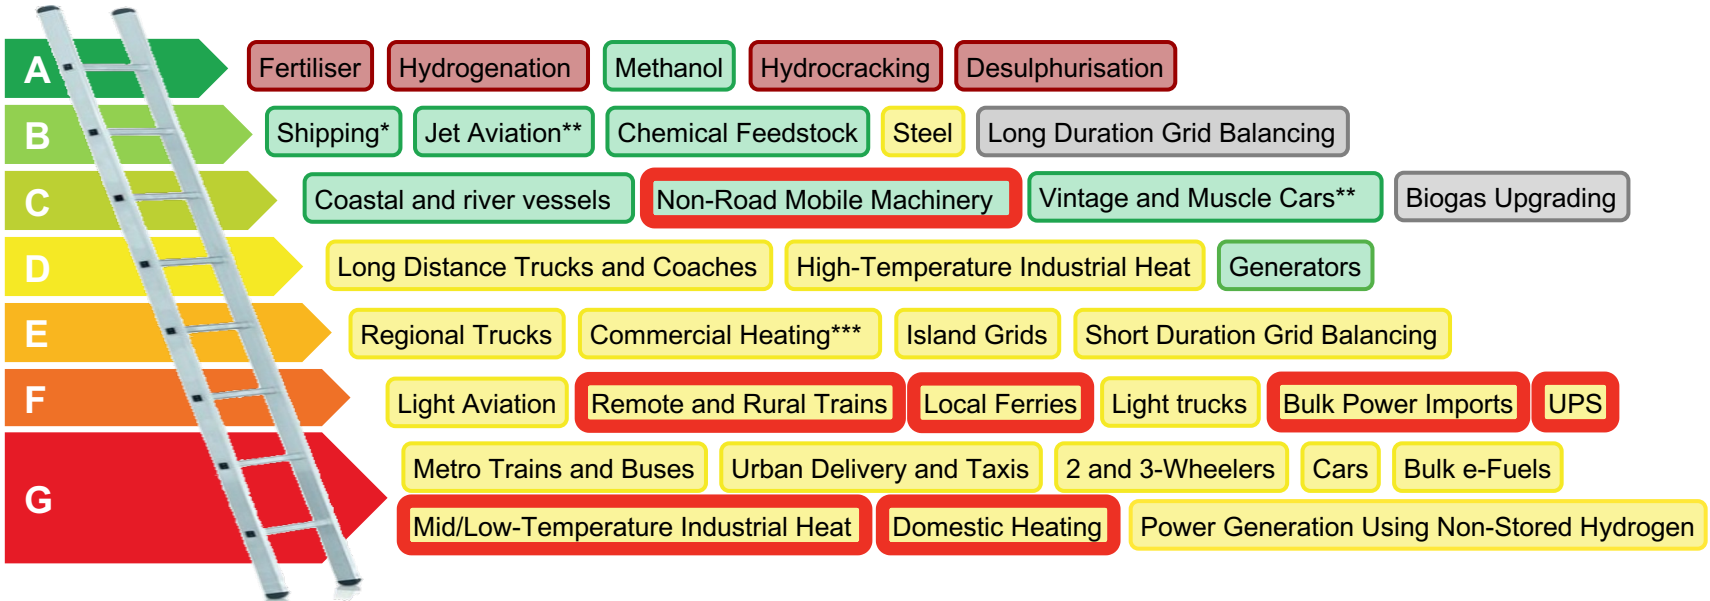 A Fertiliser Hydrogenation Methanol Hydrocracking Desulphurisation
B Shipping* Jet Aviation** Chemical Feedstock Steel Long Duration Grid Balancing
C Coastal and river vessels Non-Road Mobile Machinery Vintage and Muscle Cars** Biogas Upgrading
D Long Distance Trucks and Coaches High-Temperature Industrial Heat Generators
E Regional Trucks Commercial Heating*** Island Grids Short Duration Grid Balancing
F Light Aviation Remote and Rural Trains Local Ferries Light trucks Bulk Power Imports UPS
G Metro Trains and Buses Urban Delivery and Taxis 2 and 3-Wheelers Cars Bulk e-Fuels
Mid/Low-Temperature Industrial Heat Domestic Heating Power Generation Using Non-Stored Hydrogen